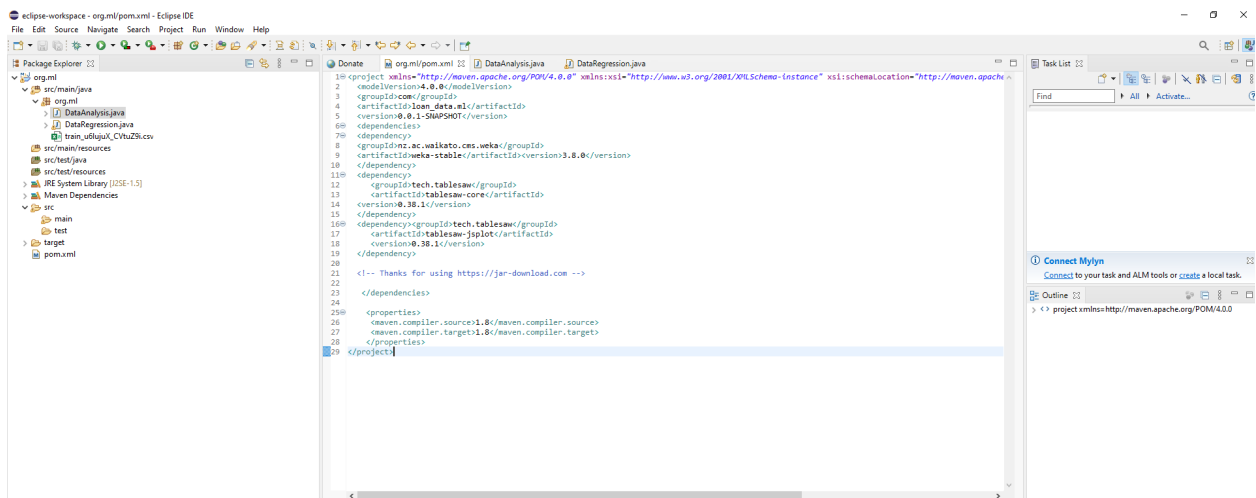 eclipse-workspace - org.ml/pom.xml - Eclipse IDE
File Edit Source Navigate Search Project Run Window Help
Package Explorer
org.ml
src/main/java
org.ml
DataAnalysis.java
DataRegression.java
train_u6lujuX_CVtuZ9i.csv
src/main/resources
src/test/java
src/test/resources
JRE System Library [J2SE-1.5]
Maven Dependencies
src
main
test
target
pom.xml
Donate org.ml/pom.xml DataAnalysis.java DataRegression.java
1 <project xmlns="http://maven.apache.org/POM/4.0.0" xmlns:xsi="http://www.w3.org/2001/XMLSchema-instance" xsi:schemaLocation="http://maven.apache
2 <modelVersion>4.0.0</modelVersion>
3 <groupId>com</groupId>
4 <artifactId>loan_data.ml</artifactId>
5 <version>0.0.1-SNAPSHOT</version>
6 <dependencies>
7 <dependency>
8 <groupId>nz.ac.waikato.cms.weka</groupId>
9 <artifactId>weka-stable</artifactId><version>3.8.0</version>
10 </dependency>
11 <dependency>
12 <groupId>tech.tablesaw</groupId>
13 <artifactId>tablesaw-core</artifactId>
14 <version>0.38.1</version>
15 </dependency>
16 <dependency><groupId>tech.tablesaw</groupId>
17 <artifactId>tablesaw-jsplot</artifactId>
18 <version>0.38.1</version>
19 </dependency>
20
21 <!-- Thanks for using https://jar-download.com -->
22
23 </dependencies>
24
25 <properties>
26 <maven.compiler.source>1.8</maven.compiler.source>
27 <maven.compiler.target>1.8</maven.compiler.target>
28 </properties>
29 </project>
Task List
Find All Activate...
Connect Mylyn
Connect to your task and ALM tools or create a local task.
Outline
project xmlns=http://maven.apache.org/POM/4.0.0